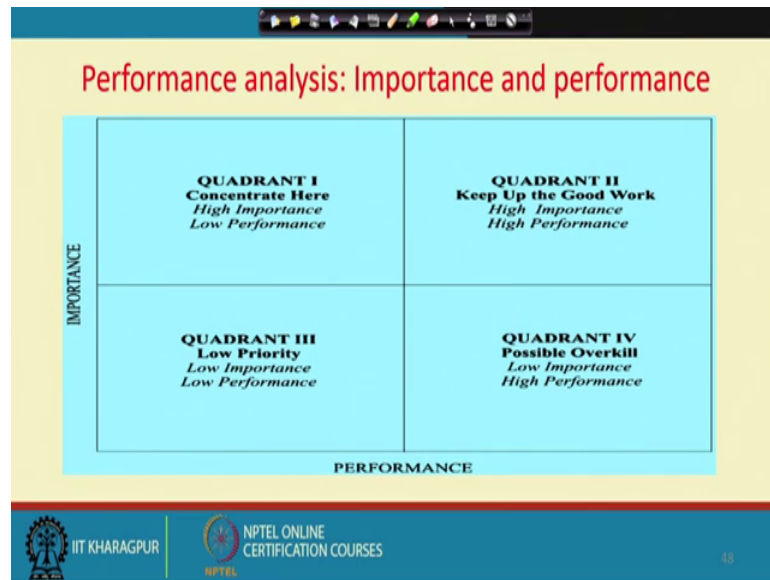 Performance analysis: Importance and performance
QUADRANT I
Concentrate Here
High Importance
Low Performance
QUADRANT II
Keep Up the Good Work
High Importance
High Performance
IMPORTANCE
QUADRANT III
Low Priority
Low Importance
Low Performance
QUADRANT IV
Possible Overkill
Low Importance
High Performance
PERFORMANCE
IIT KHARAGPUR
NPTEL
NPTEL ONLINE
CERTIFICATION COURSES
48